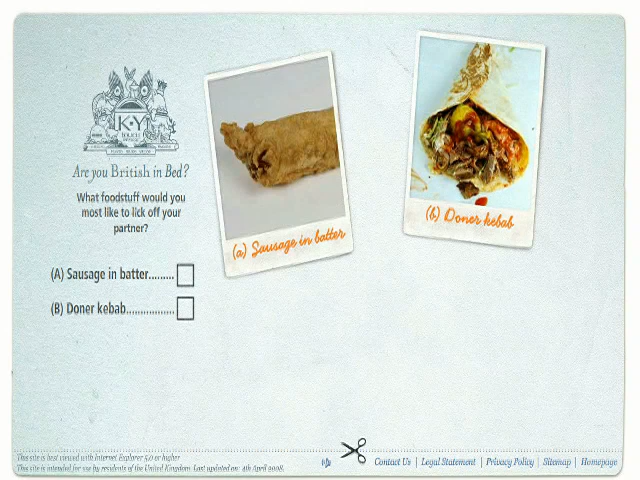 K•Y
Are you British in Bed?
What foodstuff would you
most like to lick off your
partner?
(A) Sausage in batter.........
(B) Doner kebab.................
(a) Sausage in batter
(b) Doner kebab
This site is best viewed with Internet Explorer 5.0 or higher
This site is intended for use by residents of the United Kingdom. Last updated on: 4th April 2008.
Contact Us | Legal Statement | Privacy Policy | Sitemap | Homepage